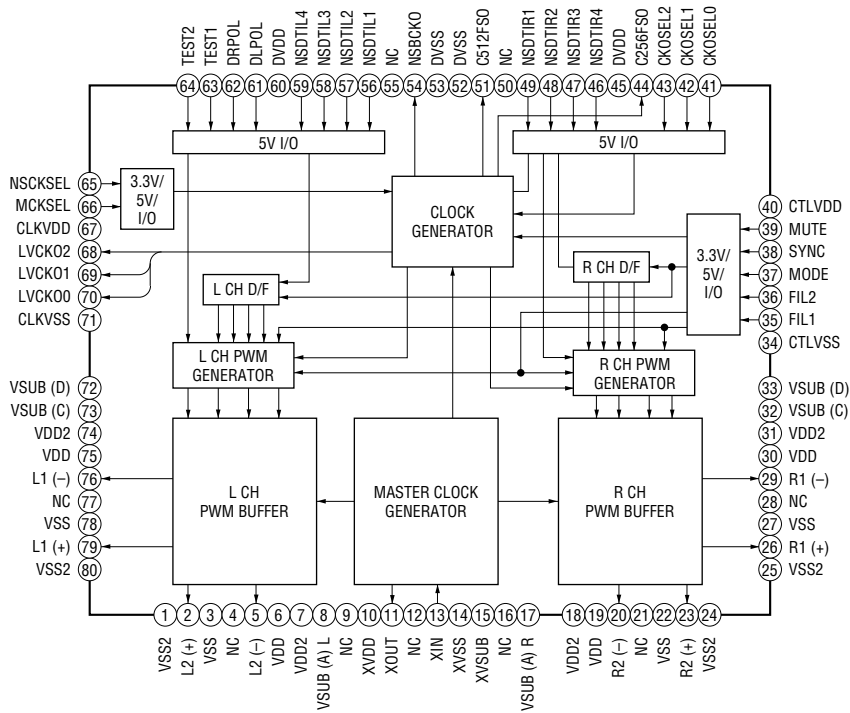 TEST2
TEST1
DRPOL
DLPOL
DVDD
NSDTIL4
NSDTIL3
NSDTIL2
NSDTIL1
NC
NSBCKO
DVSS
DVSS
C512FSO
NC
NSDTIR1
NSDTIR2
NSDTIR3
NSDTIR4
DVDD
C256FSO
CKOSEL2
CKOSEL1
CKOSEL0
64 63 62 61 60 59 58 57 56 55 54 53 52 51 50 49 48 47 46 45 44 43 42 41
5V I/O
5V I/O
NSCKSEL 65
MCKSEL 66
CLKVDD 67
LVCKO2 68
LVCKO1 69
LVCKO0 70
CLKVSS 71
3.3V/
5V/
I/O
CLOCK
GENERATOR
3.3V/
5V/
I/O
40 CTLVDD
39 MUTE
38 SYNC
37 MODE
36 FIL2
35 FIL1
34 CTLVSS
L CH D/F
R CH D/F
L CH PWM
GENERATOR
R CH PWM
GENERATOR
VSUB (D) 72
VSUB (C) 73
VDD2 74
VDD 75
L1 (–) 76
NC 77
VSS 78
L1 (+) 79
VSS2 80
L CH
PWM BUFFER
MASTER CLOCK
GENERATOR
R CH
PWM BUFFER
33 VSUB (D)
32 VSUB (C)
31 VDD2
30 VDD
29 R1 (–)
28 NC
27 VSS
26 R1 (+)
25 VSS2
1 2 3 4 5 6 7 8 9 10 11 12 13 14 15 16 17 18 19 20 21 22 23 24
VSS2
L2 (+)
VSS
NC
L2 (–)
VDD
VDD2
VSUB (A) L
NC
XVDD
XOUT
NC
XIN
XVSS
XVSUB
NC
VSUB (A) R
VDD2
VDD
R2 (–)
NC
VSS
R2 (+)
VSS2